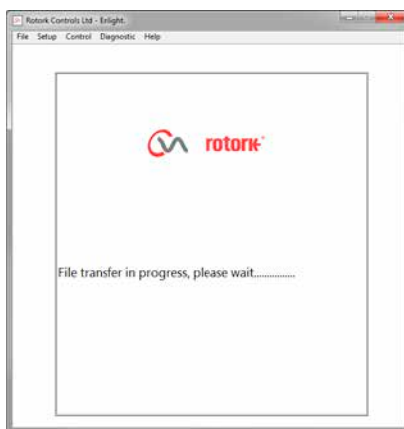 Rotork Controls Ltd - Enlight.
File Setup Control Diagnostic Help
rotork
File transfer in progress, please wait...............